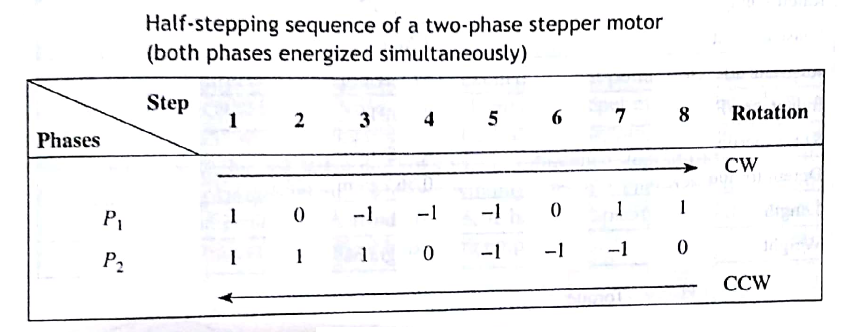 Half-stepping sequence of a two-phase stepper motor
(both phases energized simultaneously)
Step 1 2 3 4 5 6 7 8 Rotation
Phases
CW
P1 1 0 -1 -1 -1 0 1 1
P2 1 1 1 0 -1 -1 -1 0
CCW